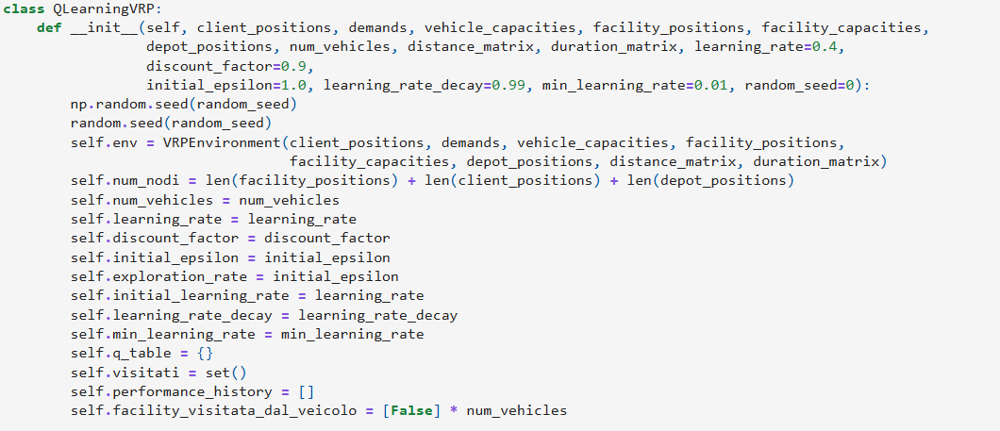 class QLearningVRP:
    def __init__(self, client_positions, demands, vehicle_capacities, facility_positions, facility_capacities,
                 depot_positions, num_vehicles, distance_matrix, duration_matrix, learning_rate=0.4,
                 discount_factor=0.9,
                 initial_epsilon=1.0, learning_rate_decay=0.99, min_learning_rate=0.01, random_seed=0):
        np.random.seed(random_seed)
        random.seed(random_seed)
        self.env = VRPEnvironment(client_positions, demands, vehicle_capacities, facility_positions,
                                  facility_capacities, depot_positions, distance_matrix, duration_matrix)
        self.num_nodi = len(facility_positions) + len(client_positions) + len(depot_positions)
        self.num_vehicles = num_vehicles
        self.learning_rate = learning_rate
        self.discount_factor = discount_factor
        self.initial_epsilon = initial_epsilon
        self.exploration_rate = initial_epsilon
        self.initial_learning_rate = learning_rate
        self.learning_rate_decay = learning_rate_decay
        self.min_learning_rate = min_learning_rate
        self.q_table = {}
        self.visitati = set()
        self.performance_history = []
        self.facility_visitata_dal_veicolo = [False] * num_vehicles